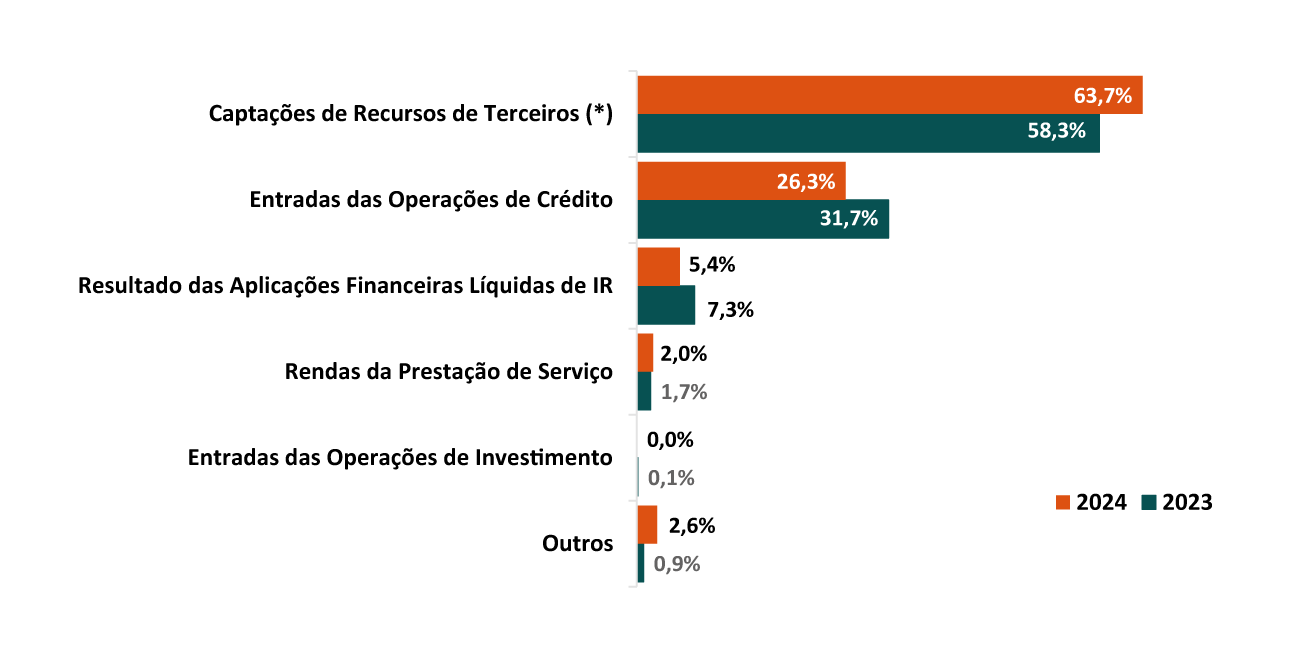 Captações de Recursos de Terceiros (*)
63,7%
58,3%
Entradas das Operações de Crédito
26,3%
31,7%
Resultado das Aplicações Financeiras Líquidas de IR
5,4%
7,3%
Rendas da Prestação de Serviço
2,0%
1,7%
Entradas das Operações de Investimento
0,0%
0,1%
Outros
2,6%
0,9%
2024 2023